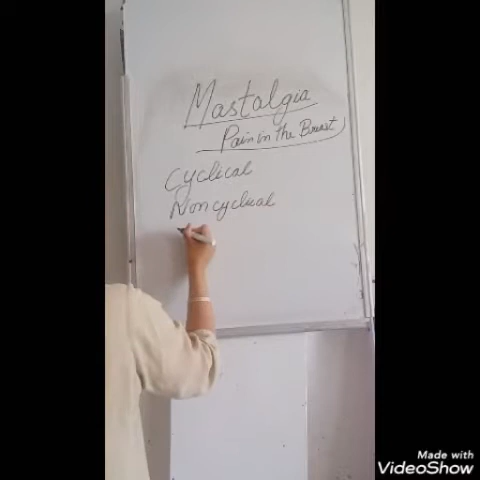 Mastalgia
Pain in the Breast
Cyclical
Noncyclical
Made with
VideoShow